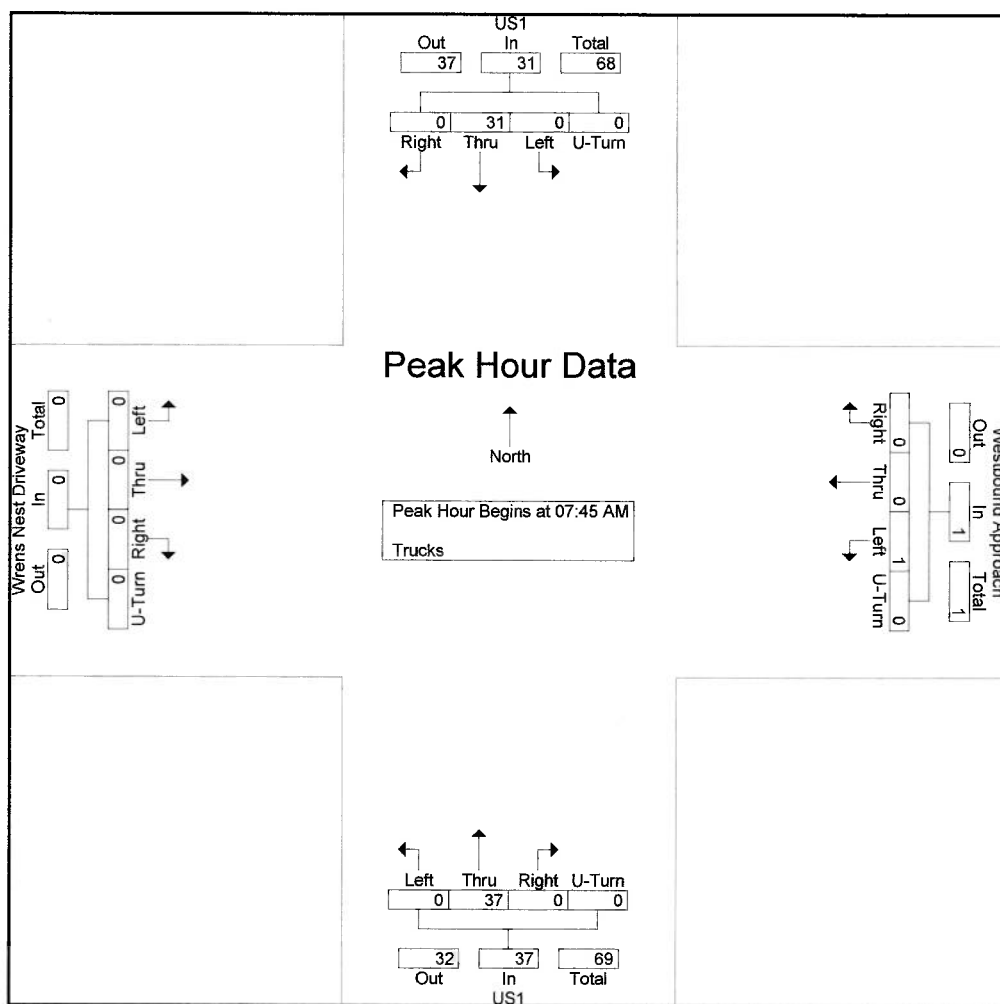 US1
Out In Total
37 31 68
0 31 0 0
Right Thru Left U-Turn
Peak Hour Data
North
Peak Hour Begins at 07:45 AM
Trucks
Wrens Nest Driveway
Out In Total
0 0 0
0 0 0 0
Left Thru Right U-Turn
Westbound Approach
Out In Total
0 1 1
0 0 1 0
Right Thru Left U-Turn
Left Thru Right U-Turn
0 37 0 0
32 37 69
Out In Total
US1